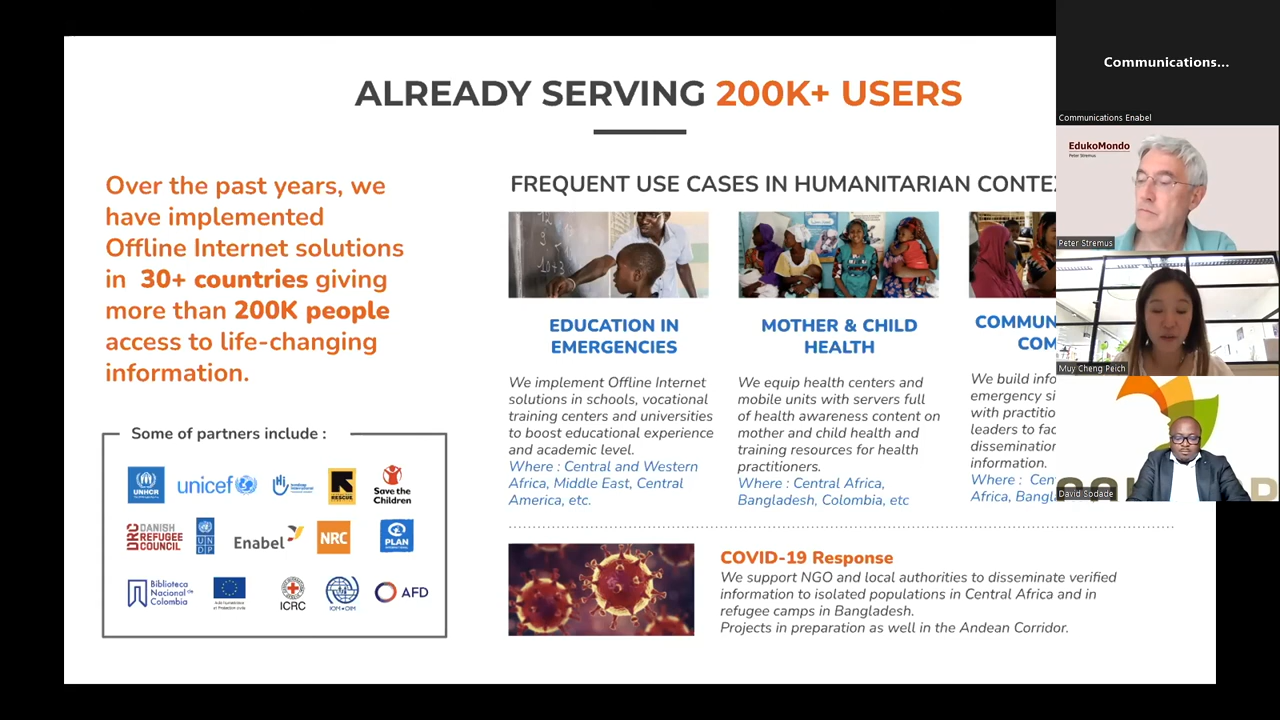 ALREADY SERVING 200K+ USERS
Over the past years, we
have implemented
Offline Internet solutions
in 30+ countries giving
more than 200K people
access to life-changing
information.
Some of partners include :
UNHCR
unicef
Hi
RESCUE
Save the
Children
DRC DANISH
REFUGEE
COUNCIL
UNDP
Enabel
NRC
PLAN
Biblioteca
Nacional de
Colombia
ICRC
IOM • OIM
AFD
FREQUENT USE CASES IN HUMANITARIAN CONTE
EDUCATION IN
EMERGENCIES
We implement Offline Internet
solutions in schools, vocational
training centers and universities
to boost educational experience
and academic level.
Where : Central and Western
Africa, Middle East, Central
America, etc.
MOTHER & CHILD
HEALTH
We equip health centers and
mobile units with servers full
of health awareness content on
mother and child health and
training resources for health
practitioners.
Where : Central Africa,
Bangladesh, Colombia, etc
COMMUN
COM
We build info
emergency si
with practitio
leaders to fac
dissemination
information.
Where : Cen
Africa, Bangl
COVID-19 Response
We support NGO and local authorities to disseminate verified
information to isolated populations in Central Africa and in
refugee camps in Bangladesh.
Projects in preparation as well in the Andean Corridor.
Communications...
Communications Enabel
EdukoMondo
Peter Stremus
Peter Stremus
Muy Cheng Peich
David Sodade